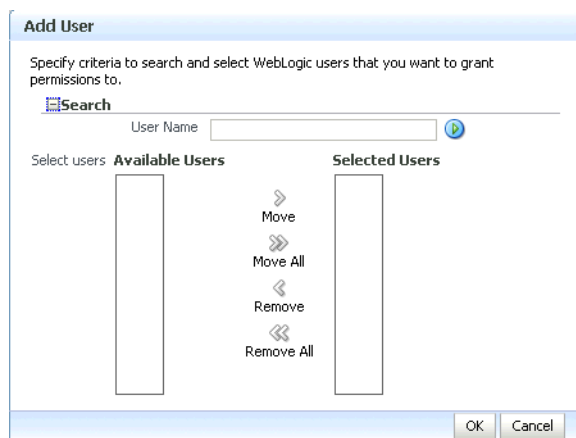 Add User
Specify criteria to search and select WebLogic users that you want to grant
permissions to.
Search
User Name
Select users Available Users Selected Users
Move
Move All
Remove
Remove All
OK Cancel